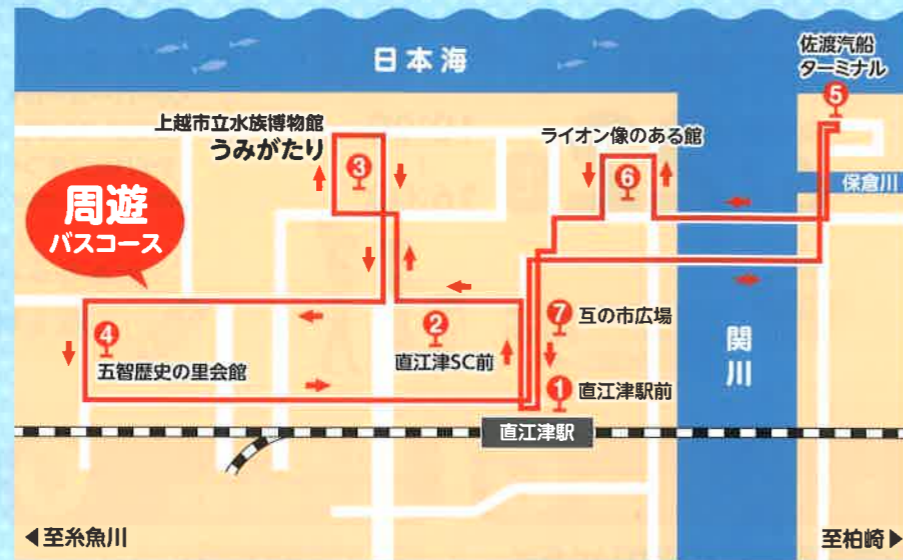 日本海
佐渡汽船
ターミナル
5
上越市立水族博物館
うみがたり
3
ライオン像のある館
6
保倉川
周遊
バスコース
4
五智歴史の里会館
2
直江津SC前
7
互の市広場
1
直江津駅前
関川
直江津駅
◀至糸魚川
至柏崎▶